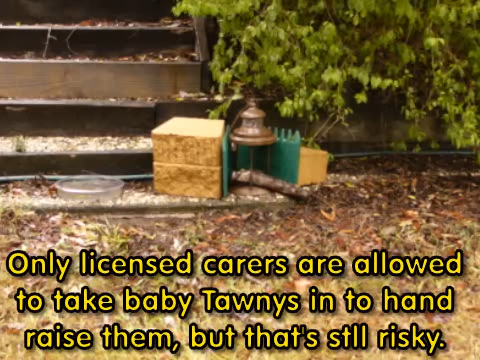 Only licensed carers are allowed
to take baby Tawnys in to hand
raise them, but that's stll risky.